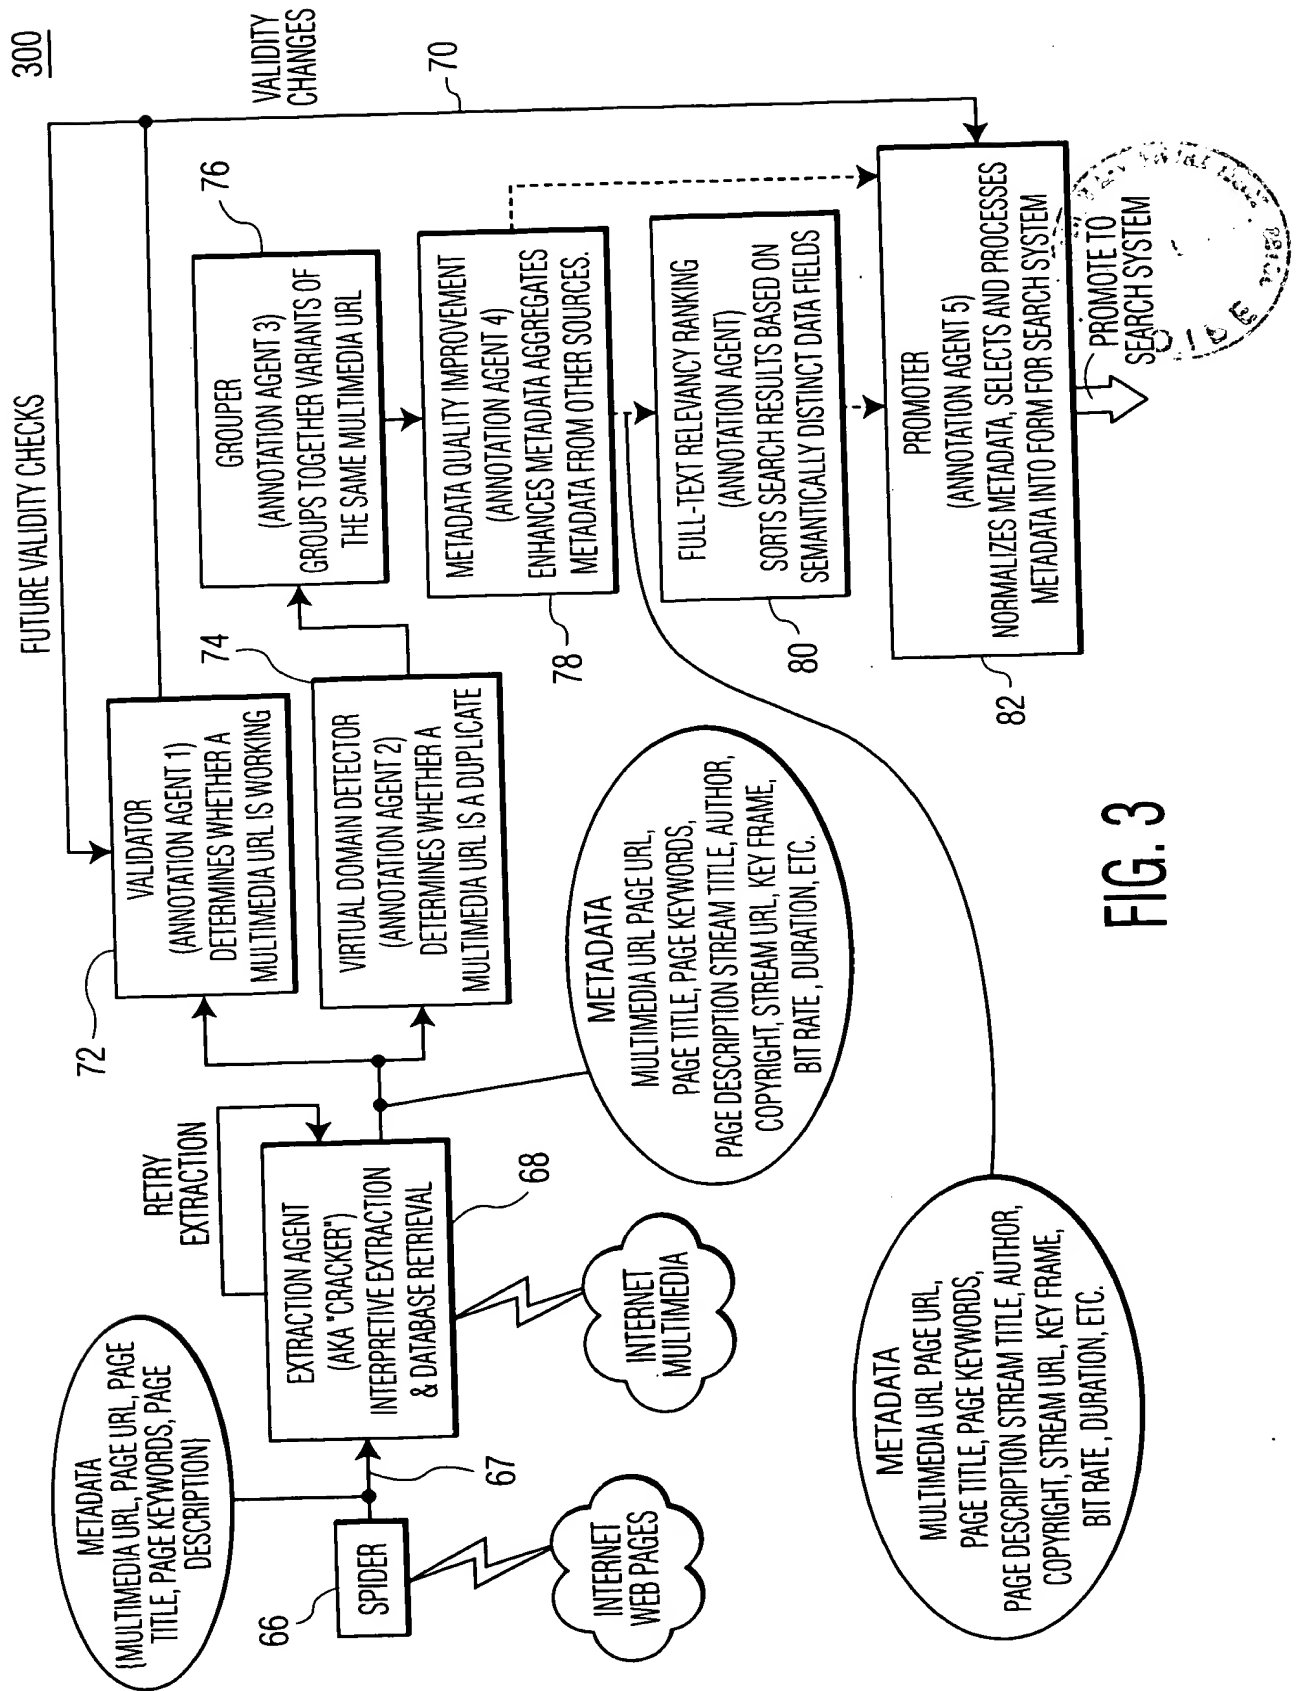 300
FUTURE VALIDITY CHECKS
VALIDITY
CHANGES
70
72
VALIDATOR
(ANNOTATION AGENT 1)
DETERMINES WHETHER A
MULTIMEDIA URL IS WORKING
74
VIRTUAL DOMAIN DETECTOR
(ANNOTATION AGENT 2)
DETERMINES WHETHER A
MULTIMEDIA URL IS A DUPLICATE
76
GROUPER
(ANNOTATION AGENT 3)
GROUPS TOGETHER VARIANTS OF
THE SAME MULTIMEDIA URL
METADATA QUALITY IMPROVEMENT
(ANNOTATION AGENT 4)
ENHANCES METADATA AGGREGATES
METADATA FROM OTHER SOURCES.
78
FULL-TEXT RELEVANCY RANKING
(ANNOTATION AGENT)
SORTS SEARCH RESULTS BASED ON
SEMANTICALLY DISTINCT DATA FIELDS
80
PROMOTER
(ANNOTATION AGENT 5)
NORMALIZES METADATA, SELECTS AND PROCESSES
METADATA INTO FORM FOR SEARCH SYSTEM
82
PROMOTE TO
SEARCH SYSTEM
METADATA
{MULTIMEDIA URL, PAGE URL, PAGE
TITLE, PAGE KEYWORDS, PAGE
DESCRIPTION}
RETRY
EXTRACTION
66
SPIDER
67
EXTRACTION AGENT
(AKA "CRACKER")
INTERPRETIVE EXTRACTION
& DATABASE RETRIEVAL
68
INTERNET
WEB PAGES
INTERNET
MULTIMEDIA
METADATA
MULTIMEDIA URL PAGE URL,
PAGE TITLE, PAGE KEYWORDS,
PAGE DESCRIPTION STREAM TITLE, AUTHOR,
COPYRIGHT, STREAM URL, KEY FRAME,
BIT RATE, DURATION, ETC.
METADATA
MULTIMEDIA URL PAGE URL,
PAGE TITLE, PAGE KEYWORDS,
PAGE DESCRIPTION STREAM TITLE, AUTHOR,
COPYRIGHT, STREAM URL, KEY FRAME,
BIT RATE, DURATION, ETC.
FIG. 3